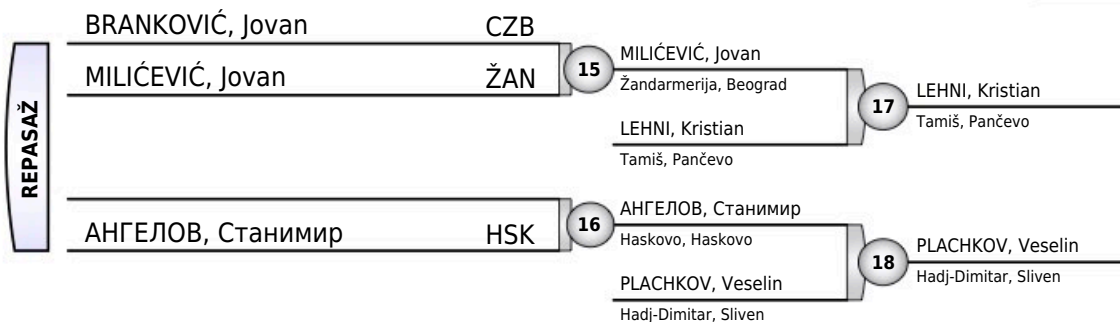 REPASAŽ
BRANKOVIĆ, Jovan CZB
MILIĆEVIĆ, Jovan ŽAN
15
MILIĆEVIĆ, Jovan
Žandarmerija, Beograd
LEHNI, Kristian
Tamiš, Pančevo
17
LEHNI, Kristian
Tamiš, Pančevo
АНГЕЛОВ, Станимир HSK
16
АНГЕЛОВ, Станимир
Haskovo, Haskovo
PLACHKOV, Veselin
Hadj-Dimitar, Sliven
18
PLACHKOV, Veselin
Hadj-Dimitar, Sliven